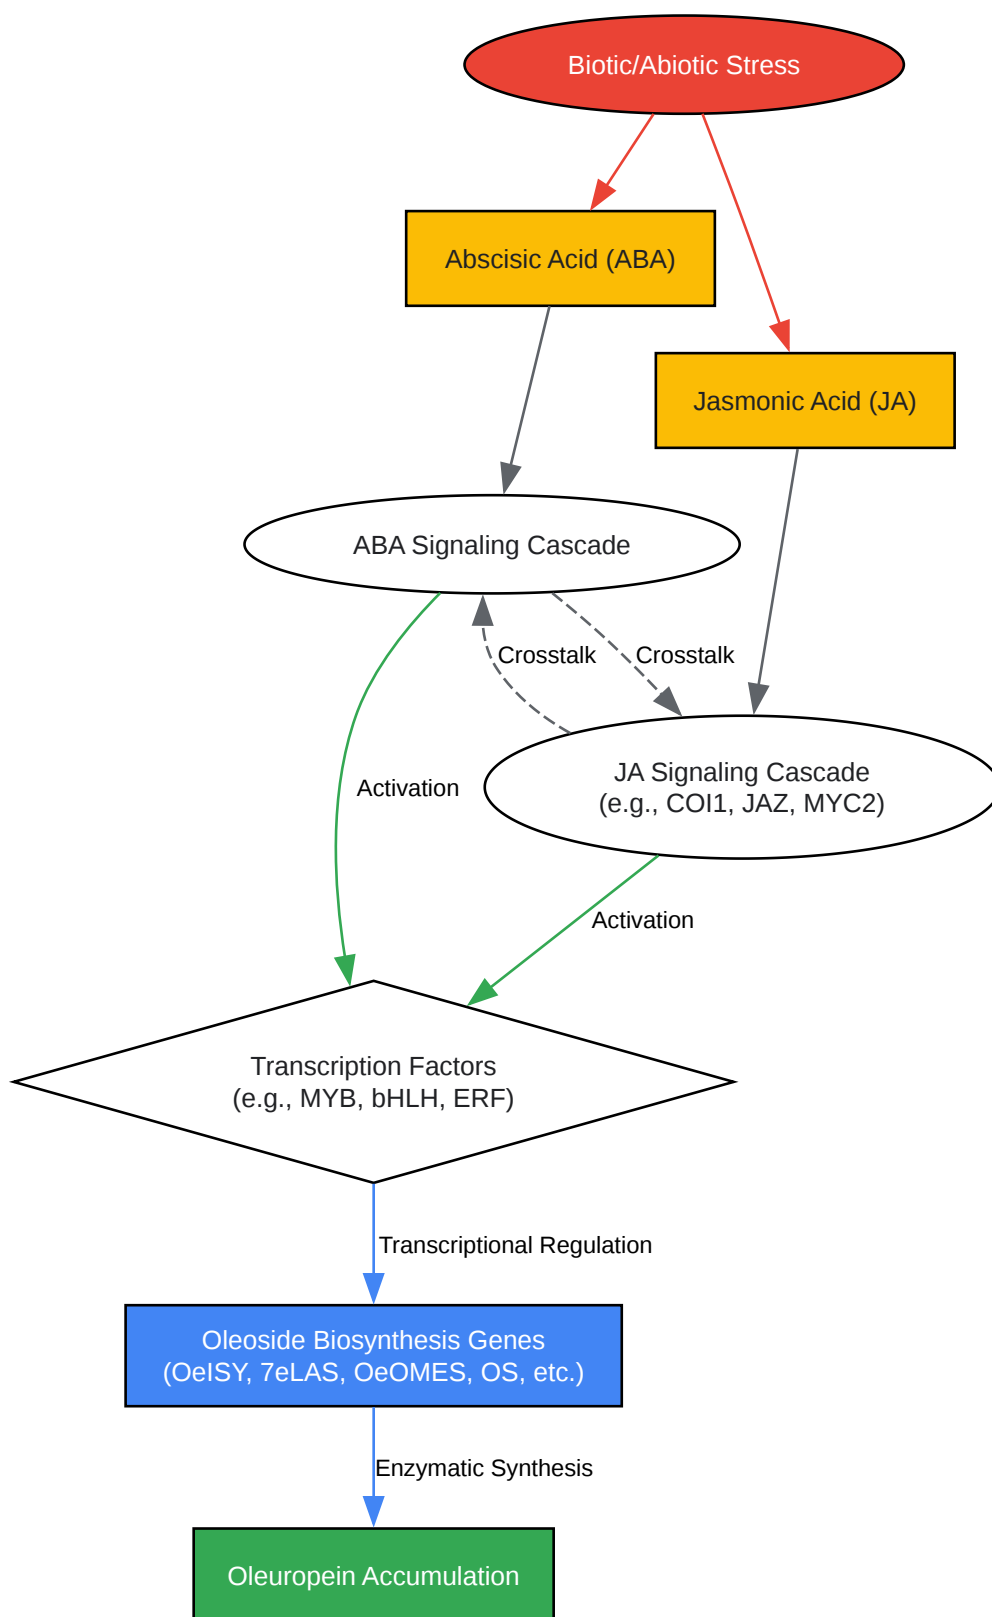 Biotic/Abiotic Stress
Abscisic Acid (ABA)
Jasmonic Acid (JA)
ABA Signaling Cascade
Crosstalk
Crosstalk
JA Signaling Cascade
(e.g., COI1, JAZ, MYC2)
Activation
Activation
Transcription Factors
(e.g., MYB, bHLH, ERF)
Transcriptional Regulation
Oleoside Biosynthesis Genes
(OeISY, 7eLAS, OeOMES, OS, etc.)
Enzymatic Synthesis
Oleuropein Accumulation